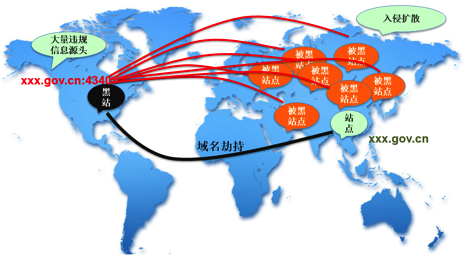 大量违规
信息源头
入侵扩散
xxx.gov.cn:4340
黑
站
被黑
站点
被黑
站点
被黑
站点
被黑
站点
被黑
站点
被黑
站点
被黑
站点
站
点
域名劫持
xxx.gov.cn